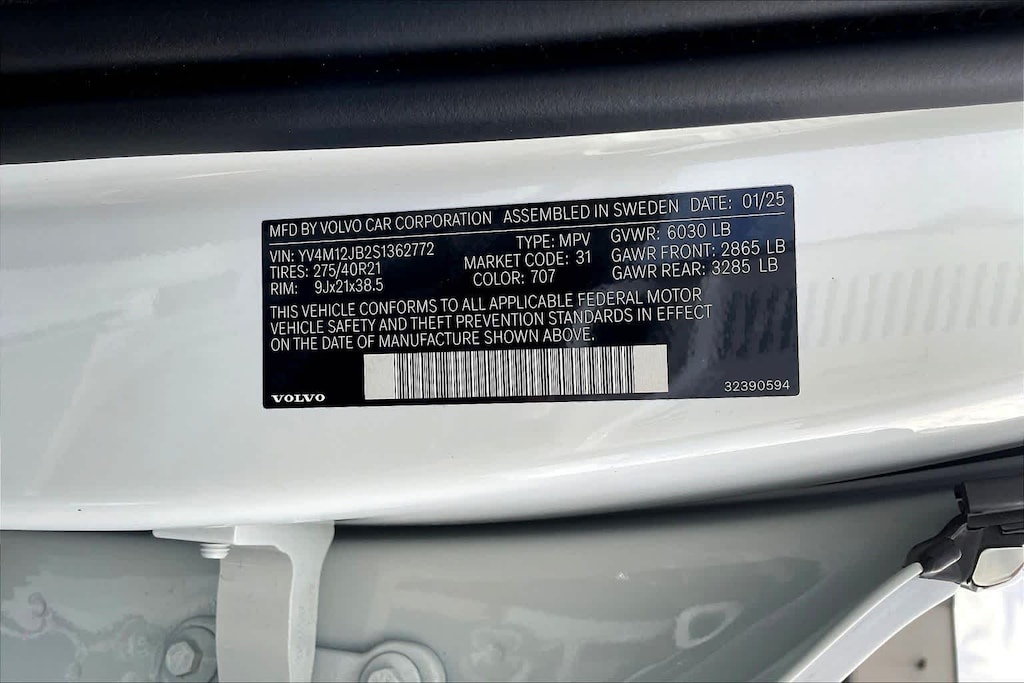 MFD BY VOLVO CAR CORPORATION ASSEMBLED IN SWEDEN DATE: 01/25
VIN: YV4M12JB2S1362772 TYPE: MPV GVWR: 6030 LB
TIRES: 275/40R21 MARKET CODE: 31 GAWR FRONT: 2865 LB
RIM: 9Jx21x38.5 COLOR: 707 GAWR REAR: 3285 LB
THIS VEHICLE CONFORMS TO ALL APPLICABLE FEDERAL MOTOR
VEHICLE SAFETY AND THEFT PREVENTION STANDARDS IN EFFECT
ON THE DATE OF MANUFACTURE SHOWN ABOVE.
VOLVO 32390594